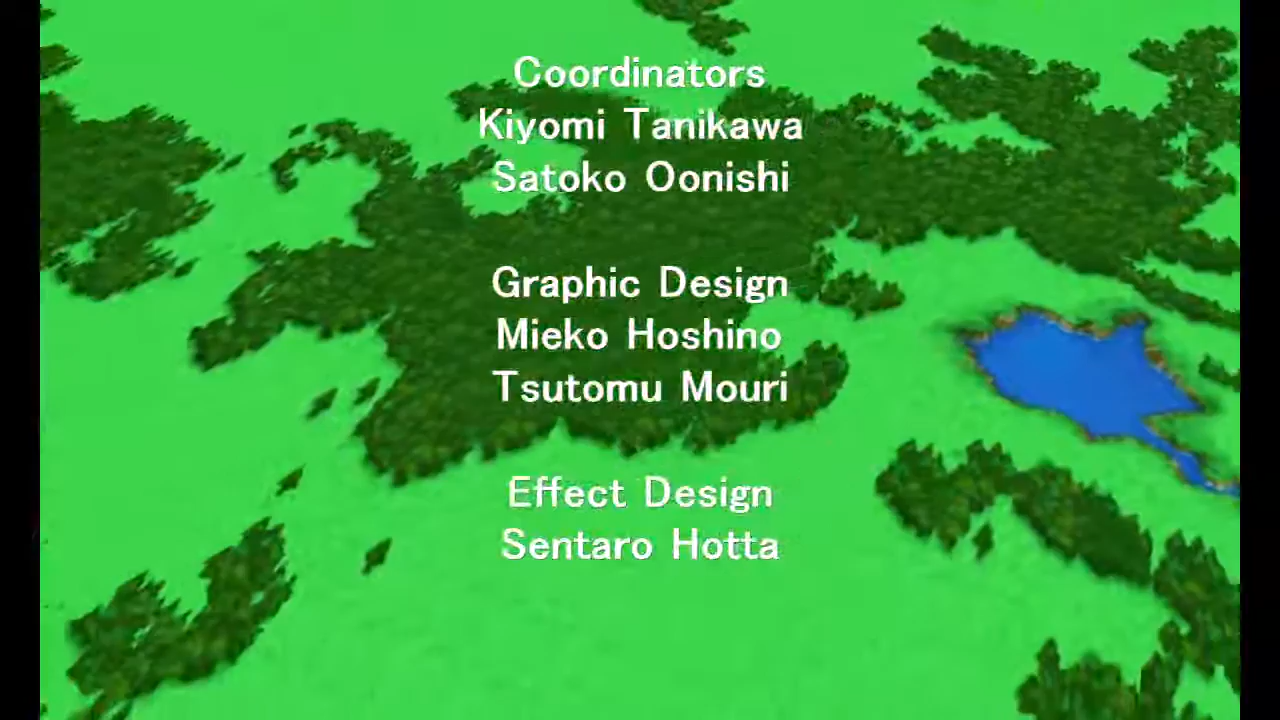 Coordinators
Kiyomi Tanikawa
Satoko Oonishi
Graphic Design
Mieko Hoshino
Tsutomu Mouri
Effect Design
Sentaro Hotta